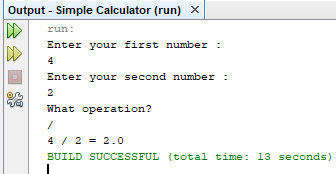 Output - Simple Calculator (run) ×
run:
Enter your first number :
4
Enter your second number :
2
What operation?
/
4 / 2 = 2.0
BUILD SUCCESSFUL (total time: 13 seconds)